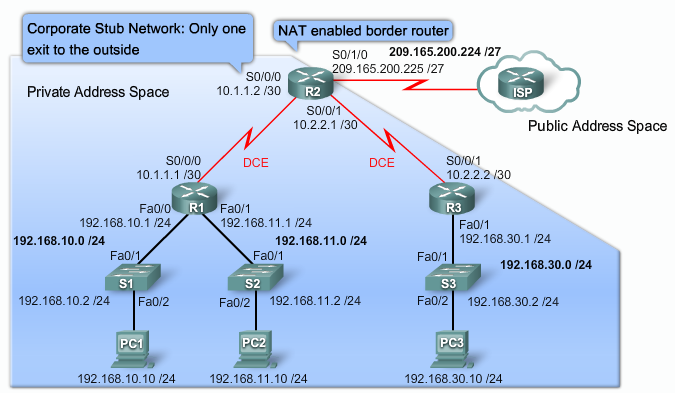 Corporate Stub Network: Only one
exit to the outside
NAT enabled border router
S0/1/0
209.165.200.224 /27
209.165.200.225 /27
S0/0/0
10.1.1.2 /30
R2
ISP
Private Address Space
S0/0/1
10.2.2.1 /30
Public Address Space
DCE
DCE
S0/0/0
10.1.1.1 /30
S0/0/1
10.2.2.2 /30
R1
R3
Fa0/0
192.168.10.1 /24
Fa0/1
192.168.11.1 /24
Fa0/1
192.168.30.1 /24
192.168.10.0 /24
192.168.11.0 /24
192.168.30.0 /24
Fa0/1
Fa0/1
Fa0/1
S1
S2
S3
192.168.10.2 /24
Fa0/2
Fa0/2
192.168.11.2 /24
Fa0/2
192.168.30.2 /24
PC1
PC2
PC3
192.168.10.10 /24
192.168.11.10 /24
192.168.30.10 /24